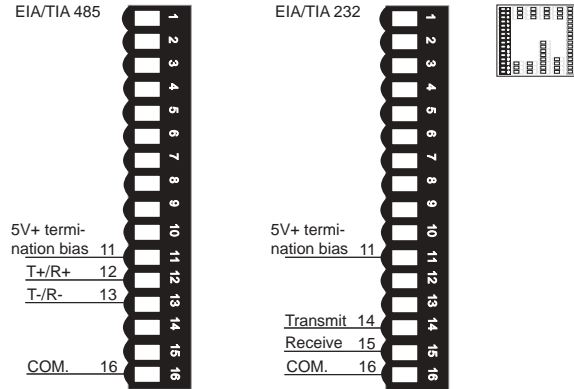 EIA/TIA 485
1
2
3
4
5
6
7
8
9
10
11
12
13
14
15
16
5V+ termi-
nation bias 11
T+/R+ 12
T-/R- 13
COM. 16
EIA/TIA 232
1
2
3
4
5
6
7
8
9
10
11
12
13
14
15
16
5V+ termi-
nation bias 11
Transmit 14
Receive 15
COM. 16